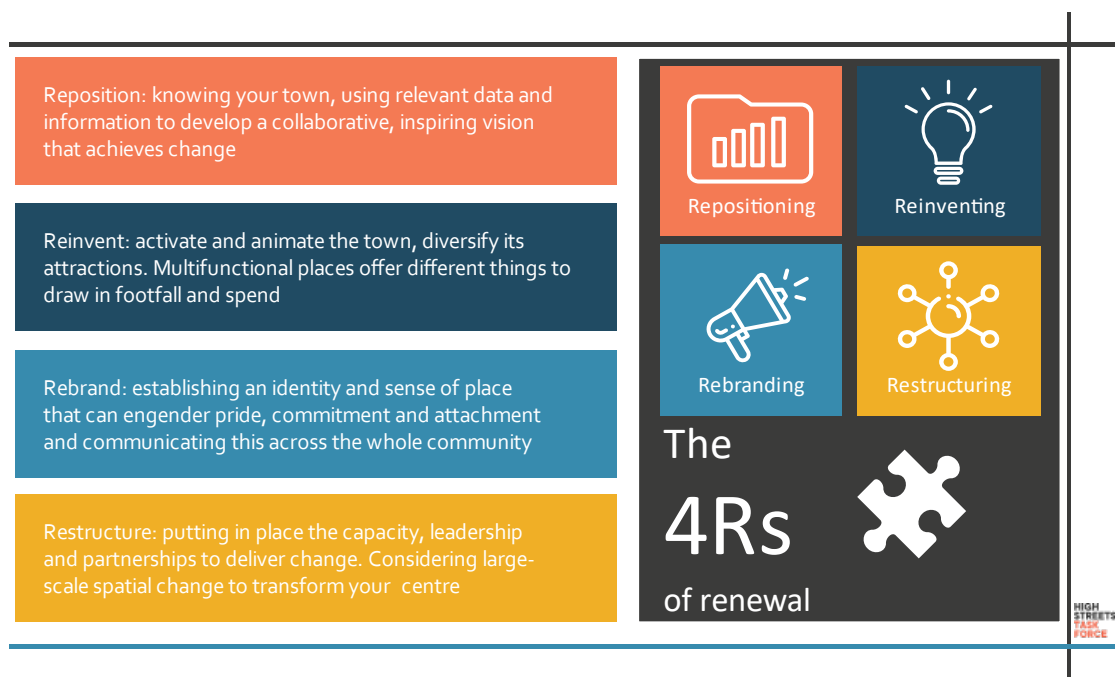 Reposition: knowing your town, using relevant data and
information to develop a collaborative, inspiring vision
that achieves change
Reinvent: activate and animate the town, diversify its
attractions. Multifunctional places offer different things to
draw in footfall and spend
Rebrand: establishing an identity and sense of place
that can engender pride, commitment and attachment
and communicating this across the whole community
Restructure: putting in place the capacity, leadership
and partnerships to deliver change. Considering large-
scale spatial change to transform your  centre
Repositioning
Reinventing
Rebranding
Restructuring
The
4Rs
of renewal
HIGH
STREETS
TASK
FORCE